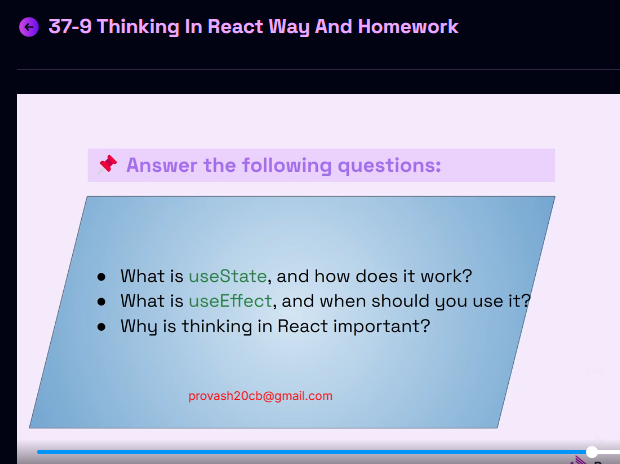 37-9 Thinking In React Way And Homework
📌 Answer the following questions:
● What is useState, and how does it work?
● What is useEffect, and when should you use it?
● Why is thinking in React important?
provash20cb@gmail.com